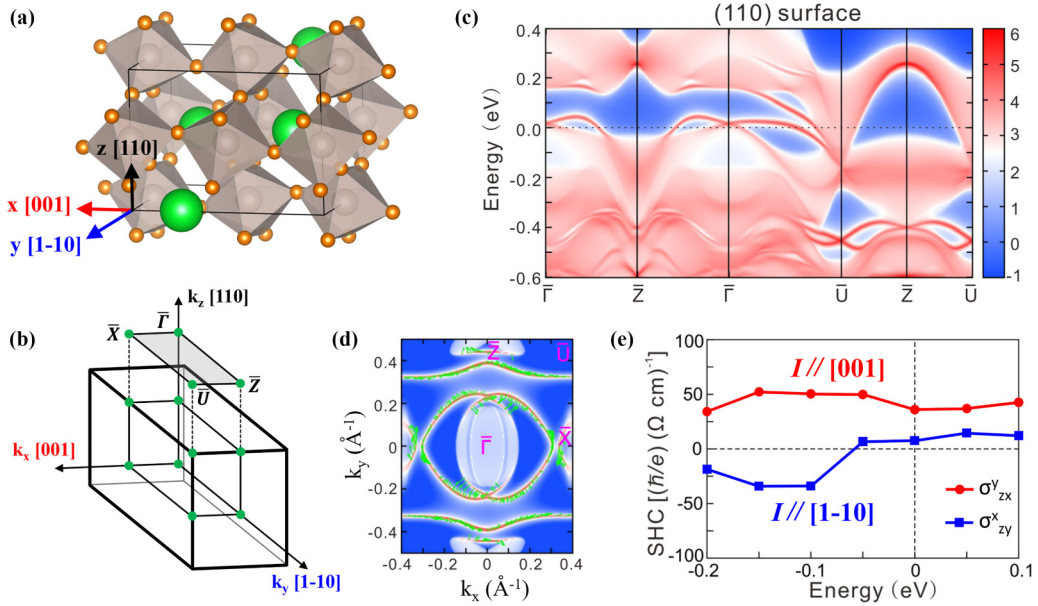 (a)
z [110]
x [001]
y [1-10]
(b)
k_z [110]
X̄
Γ̄
Z̄
Ū
k_x [001]
k_y [1-10]
(c)
(110) surface
Energy (eV)
0.4
0.2
0.0
-0.2
-0.4
-0.6
Γ̄ Z̄ Γ̄ Ū Z̄ Ū
6
5
4
3
2
1
0
-1
(d)
k_y (Å⁻¹)
0.4
0.2
0.0
-0.2
-0.4
Z̄ Ū
Γ̄ X̄
-0.4 -0.2 0.0 0.2 0.4
k_x (Å⁻¹)
(e)
SHC [(ħ/e) (Ω cm)⁻¹]
100
50
0
-50
-100
I // [001]
I // [1-10]
σ^y_zx
σ^x_zy
-0.2 -0.1 0 0.1
Energy (eV)